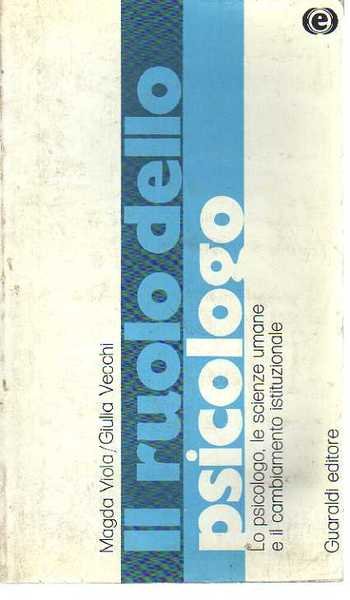 Magda Viola/Giulia Vecchi
Il ruolo dello
psicologo
Lo psicologo, le scienze umane
e il cambiamento istituzionale
Guaraldi editore
e